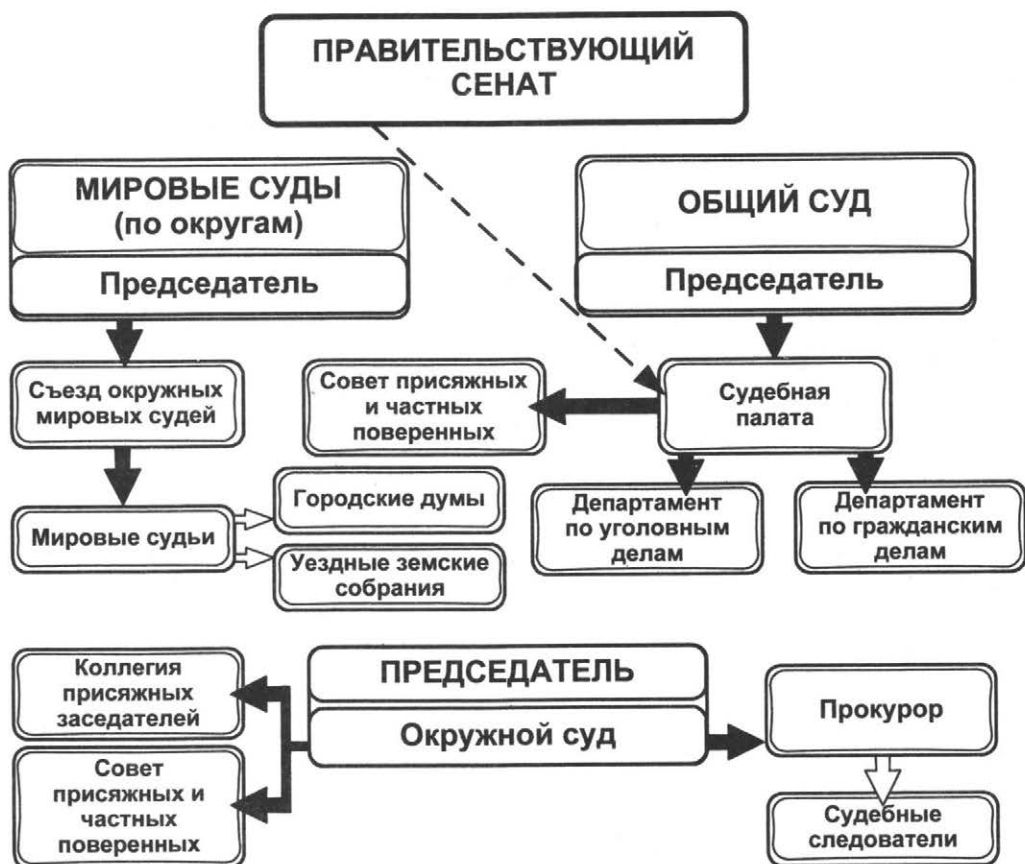 ПРАВИТЕЛЬСТВУЮЩИЙ
СЕНАТ
МИРОВЫЕ СУДЫ
(по округам)
Председатель
ОБЩИЙ СУД
Председатель
Съезд окружных
мировых судей
Совет присяжных
и частных
поверенных
Судебная
палата
Мировые судьи
Городские думы
Уездные земские
собрания
Департамент
по уголовным
делам
Департамент
по гражданским
делам
Коллегия
присяжных
заседателей
Совет
присяжных и
частных
поверенных
ПРЕДСЕДАТЕЛЬ
Окружной суд
Прокурор
Судебные
следователи